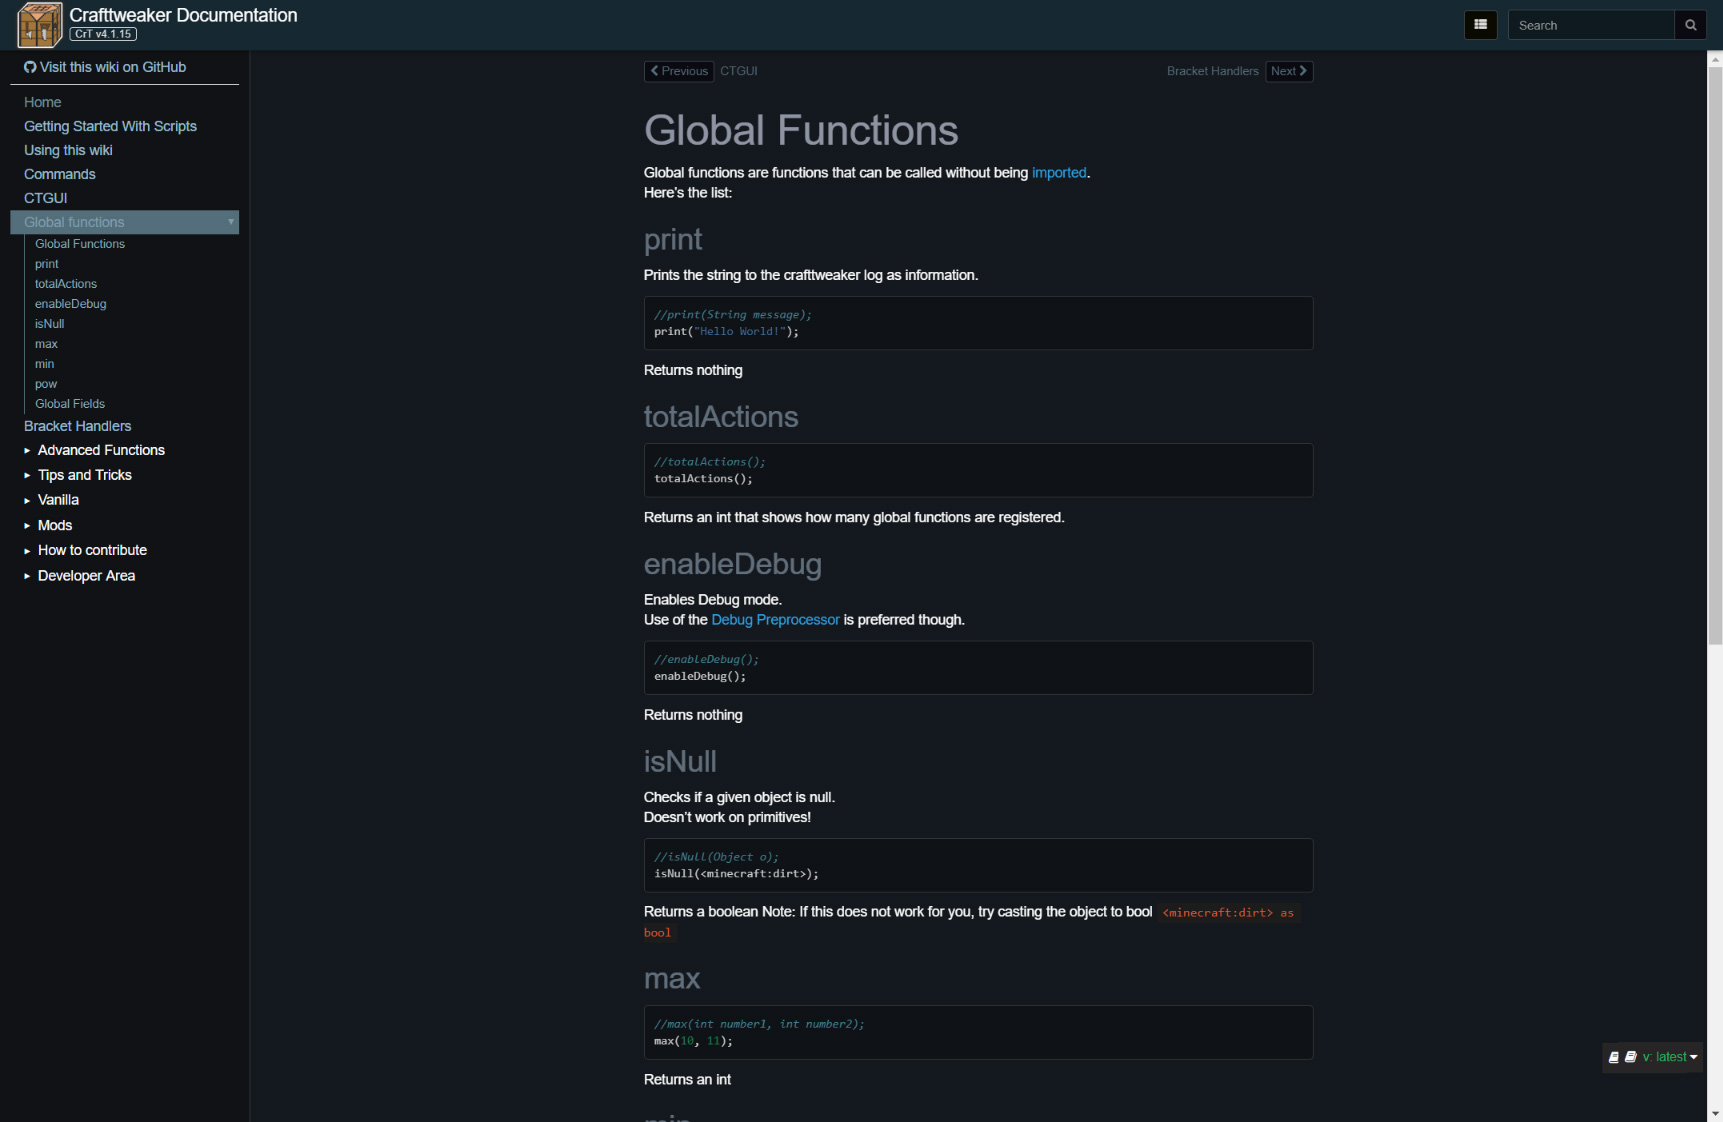 Crafttweaker Documentation
CrT v4.1.15
Search
Visit this wiki on GitHub
Home
Getting Started With Scripts
Using this wiki
Commands
CTGUI
Global functions
Global Functions
print
totalActions
enableDebug
isNull
max
min
pow
Global Fields
Bracket Handlers
Advanced Functions
Tips and Tricks
Vanilla
Mods
How to contribute
Developer Area
Previous CTGUI
Bracket Handlers Next
Global Functions
Global functions are functions that can be called without being imported.
Here's the list:
print
Prints the string to the crafttweaker log as information.
//print(String message);
print("Hello World!");
Returns nothing
totalActions
//totalActions();
totalActions();
Returns an int that shows how many global functions are registered.
enableDebug
Enables Debug mode.
Use of the Debug Preprocessor is preferred though.
//enableDebug();
enableDebug();
Returns nothing
isNull
Checks if a given object is null.
Doesn't work on primitives!
//isNull(Object o);
isNull(<minecraft:dirt>);
Returns a boolean Note: If this does not work for you, try casting the object to bool <minecraft:dirt> as
bool
max
//max(int number1, int number2);
max(10, 11);
Returns an int
v: latest